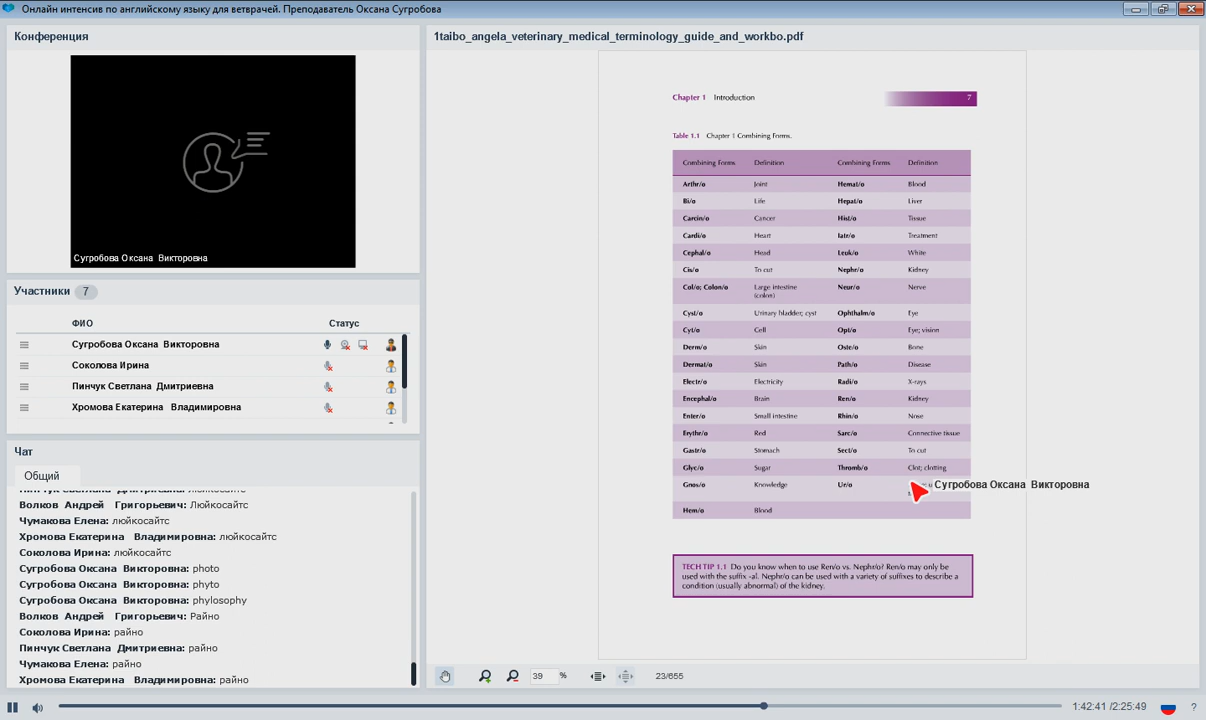 Онлайн интенсив по английскому языку для ветврачей. Преподаватель Оксана Сугробова
Конференция
Сугробова Оксана Викторовна
Участники 7
ФИО Статус
Сугробова Оксана Викторовна
Соколова Ирина
Пинчук Светлана Дмитриевна
Хромова Екатерина Владимировна
Чат
Общий
Пинчук Светлана Дмитриевна: люйкосайтс
Волков Андрей Григорьевич: Люйкосайтс
Чумакова Елена: люйкосайтс
Хромова Екатерина Владимировна: люйкосайтс
Соколова Ирина: люйкосайтс
Сугробова Оксана Викторовна: photo
Сугробова Оксана Викторовна: phyto
Сугробова Оксана Викторовна: phylosophy
Волков Андрей Григорьевич: Райно
Соколова Ирина: райно
Пинчук Светлана Дмитриевна: райно
Чумакова Елена: райно
Хромова Екатерина Владимировна: райно
1taibo_angela_veterinary_medical_terminology_guide_and_workbo.pdf
Chapter 1 Introduction 7
Table 1.1 Chapter 1 Combining Forms.
Combining Forms Definition Combining Forms Definition
Arthr/o Joint Hemat/o Blood
Bi/o Life Hepat/o Liver
Carcin/o Cancer Hist/o Tissue
Cardi/o Heart Iatr/o Treatment
Cephal/o Head Leuk/o White
Cis/o To cut Nephr/o Kidney
Col/o; Colon/o Large intestine Neur/o Nerve
(colon)
Cyst/o Urinary bladder; cyst Ophthalm/o Eye
Cyt/o Cell Opt/o Eye; vision
Derm/o Skin Oste/o Bone
Dermat/o Skin Path/o Disease
Electr/o Electricity Radi/o X-rays
Encephal/o Brain Ren/o Kidney
Enter/o Small intestine Rhin/o Nose
Erythr/o Red Sarc/o Connective tissue
Gastr/o Stomach Sect/o To cut
Glyc/o Sugar Thromb/o Clot; clotting
Gnos/o Knowledge Ur/o
Сугробова Оксана Викторовна
Hem/o Blood
TECH TIP 1.1 Do you know when to use Ren/o vs. Nephr/o? Ren/o may only be
used with the suffix -al. Nephr/o can be used with a variety of suffixes to describe a
condition (usually abnormal) of the kidney.
39 % 23/655
1:42:41 /2:25:49 ?